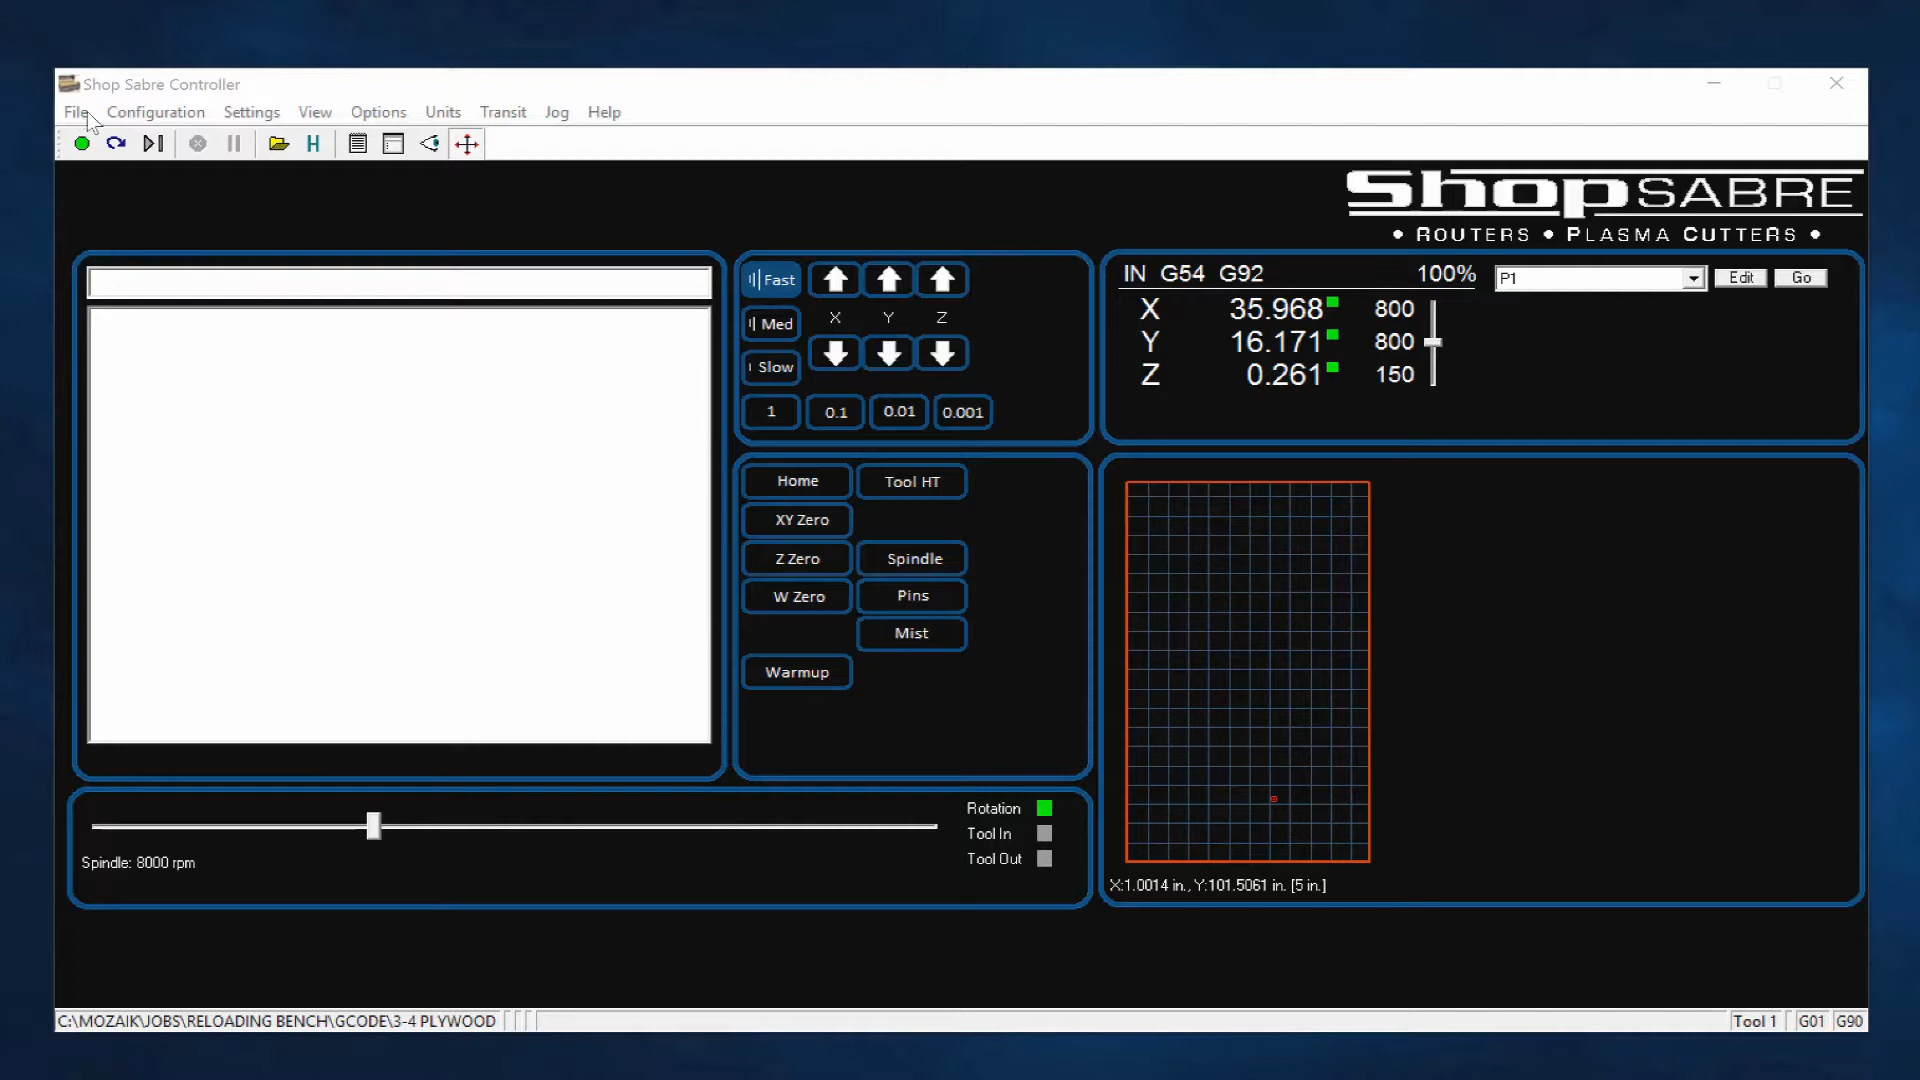 Shop Sabre Controller
File Configuration Settings View Options Units Transit Jog Help
H
ShopSABRE
• ROUTERS • PLASMA CUTTERS •
Fast
Med
Slow
X Y Z
1 0.1 0.01 0.001
IN G54 G92 100%
X 35.968 800
Y 16.171 800
Z 0.261 150
P1 Edit Go
Home Tool HT
XY Zero
Z Zero Spindle
W Zero Pins
Mist
Warmup
Spindle: 8000 rpm
Rotation
Tool In
Tool Out
X:1.0014 in., Y:101.5061 in. [5 in.]
C:\MOZAIK\JOBS\RELOADING BENCH\GCODE\3-4 PLYWOOD
Tool 1 G01 G90